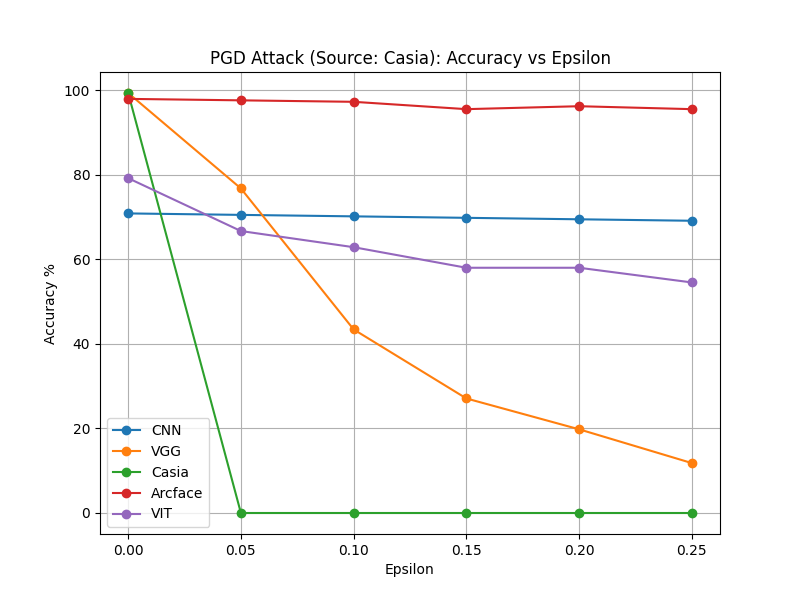 PGD Attack (Source: Casia): Accuracy vs Epsilon
Accuracy %
100
80
60
40
20
0
CNN
VGG
Casia
Arcface
VIT
0.00 0.05 0.10 0.15 0.20 0.25
Epsilon